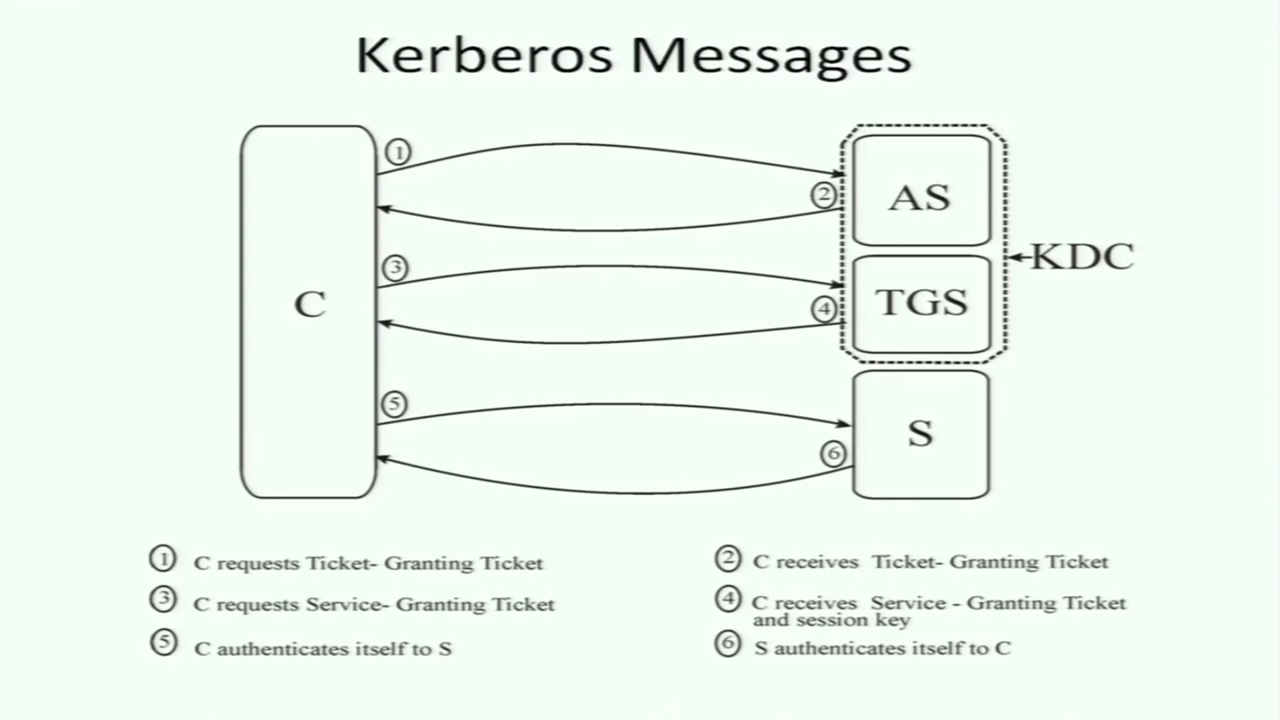 Kerberos Messages
1
AS
2
KDC
3
C
TGS
4
5
S
6
1 C requests Ticket- Granting Ticket
2 C receives Ticket- Granting Ticket
3 C requests Service- Granting Ticket
4 C receives Service - Granting Ticket
and session key
5 C authenticates itself to S
6 S authenticates itself to C